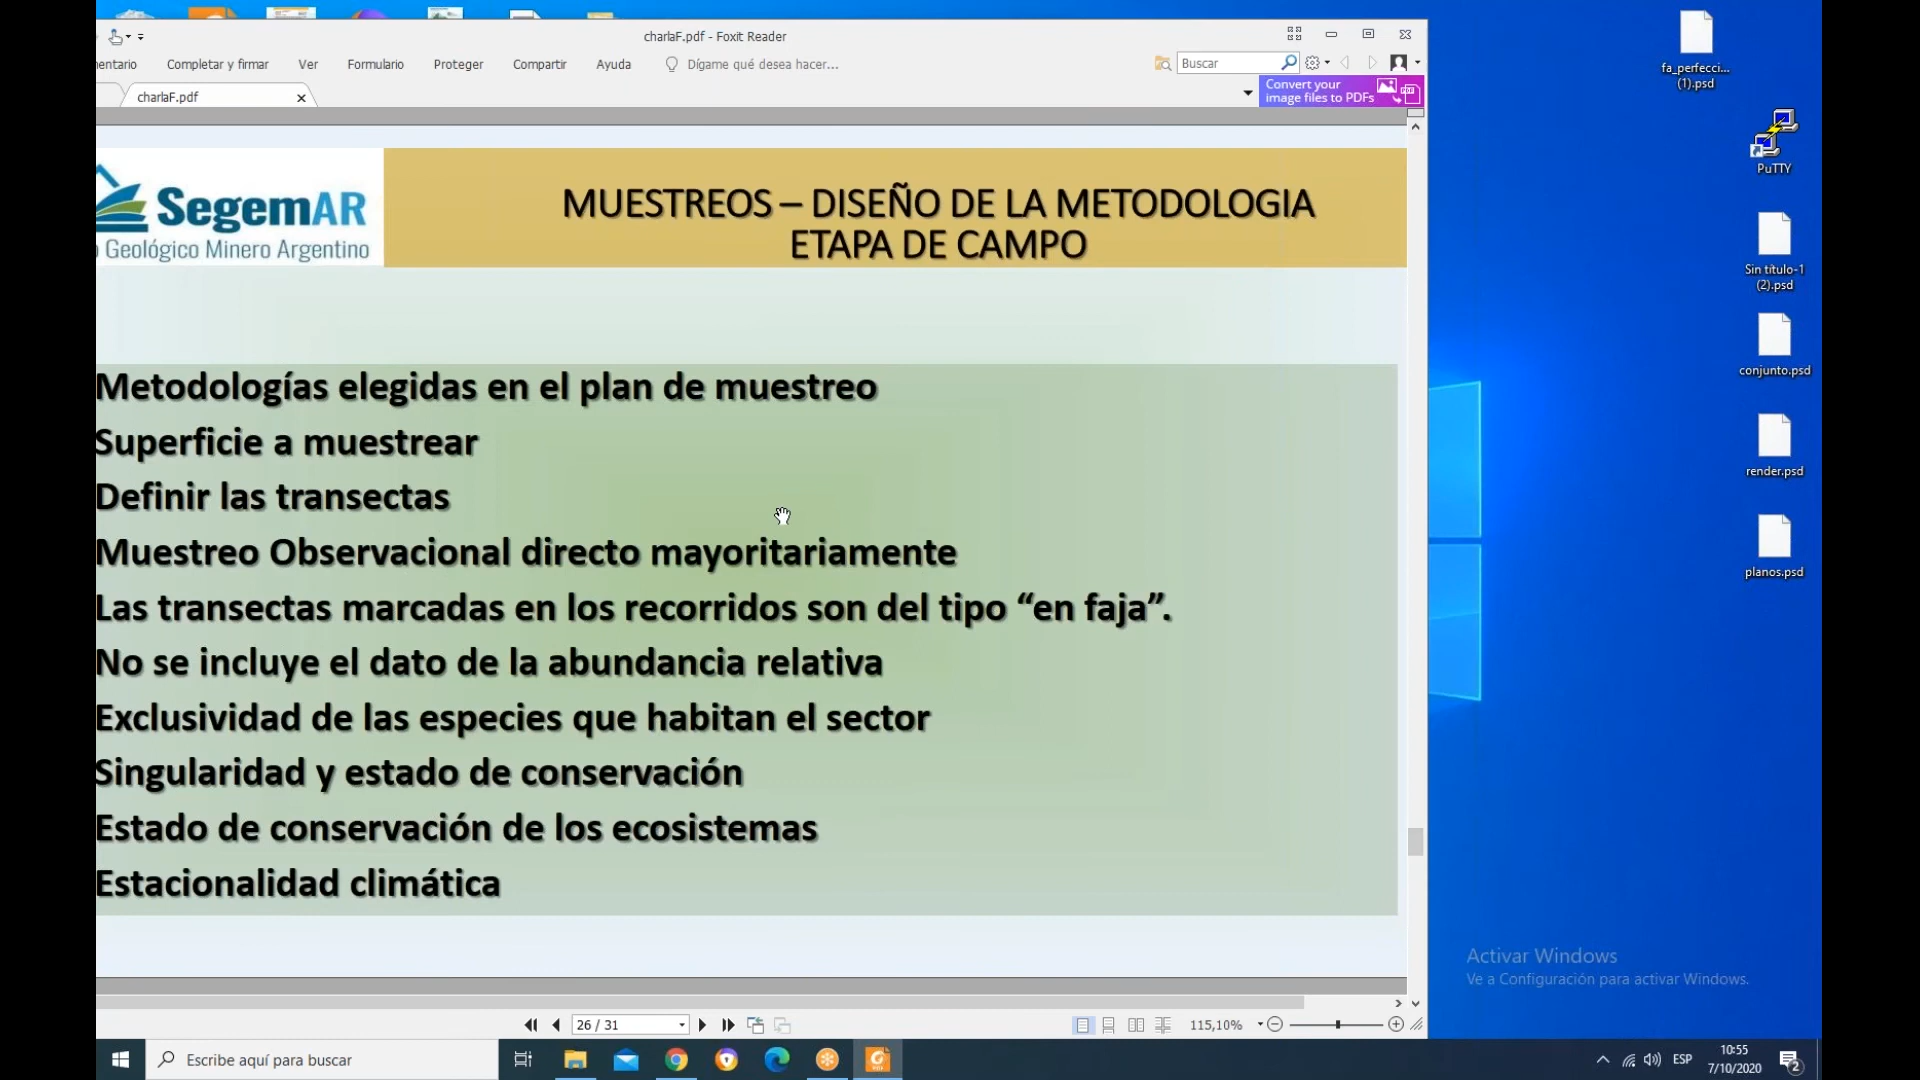 charlaF.pdf - Foxit Reader
entario Completar y firmar Ver Formulario Proteger Compartir Ayuda Dígame qué desea hacer... Buscar
charlaF.pdf
Convert your
image files to PDFs
SegemAR
Geológico Minero Argentino
MUESTREOS – DISEÑO DE LA METODOLOGIA
ETAPA DE CAMPO
Metodologías elegidas en el plan de muestreo
Superficie a muestrear
Definir las transectas
Muestreo Observacional directo mayoritariamente
Las transectas marcadas en los recorridos son del tipo “en faja”.
No se incluye el dato de la abundancia relativa
Exclusividad de las especies que habitan el sector
Singularidad y estado de conservación
Estado de conservación de los ecosistemas
Estacionalidad climática
26 / 31
115,10%
fa_perfecci...
(1).psd
PuTTY
Sin título-1
(2).psd
conjunto.psd
render.psd
planos.psd
Activar Windows
Ve a Configuración para activar Windows.
Escribe aquí para buscar
ESP
10:55
7/10/2020
2